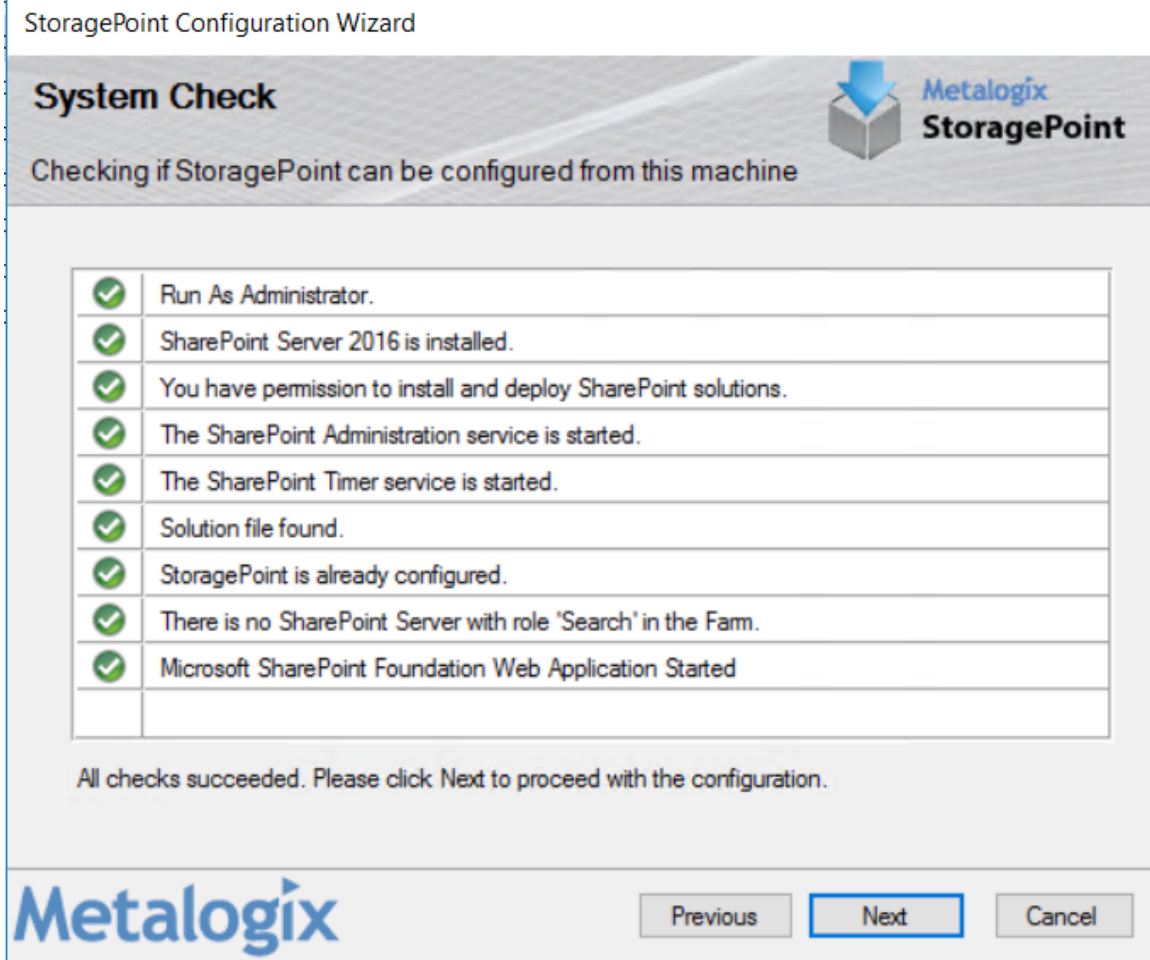 StoragePoint Configuration Wizard
System Check
Metalogix
StoragePoint
Checking if StoragePoint can be configured from this machine
Run As Administrator.
SharePoint Server 2016 is installed.
You have permission to install and deploy SharePoint solutions.
The SharePoint Administration service is started.
The SharePoint Timer service is started.
Solution file found.
StoragePoint is already configured.
There is no SharePoint Server with role 'Search' in the Farm.
Microsoft SharePoint Foundation Web Application Started
All checks succeeded. Please click Next to proceed with the configuration.
Metalogix
Previous Next Cancel